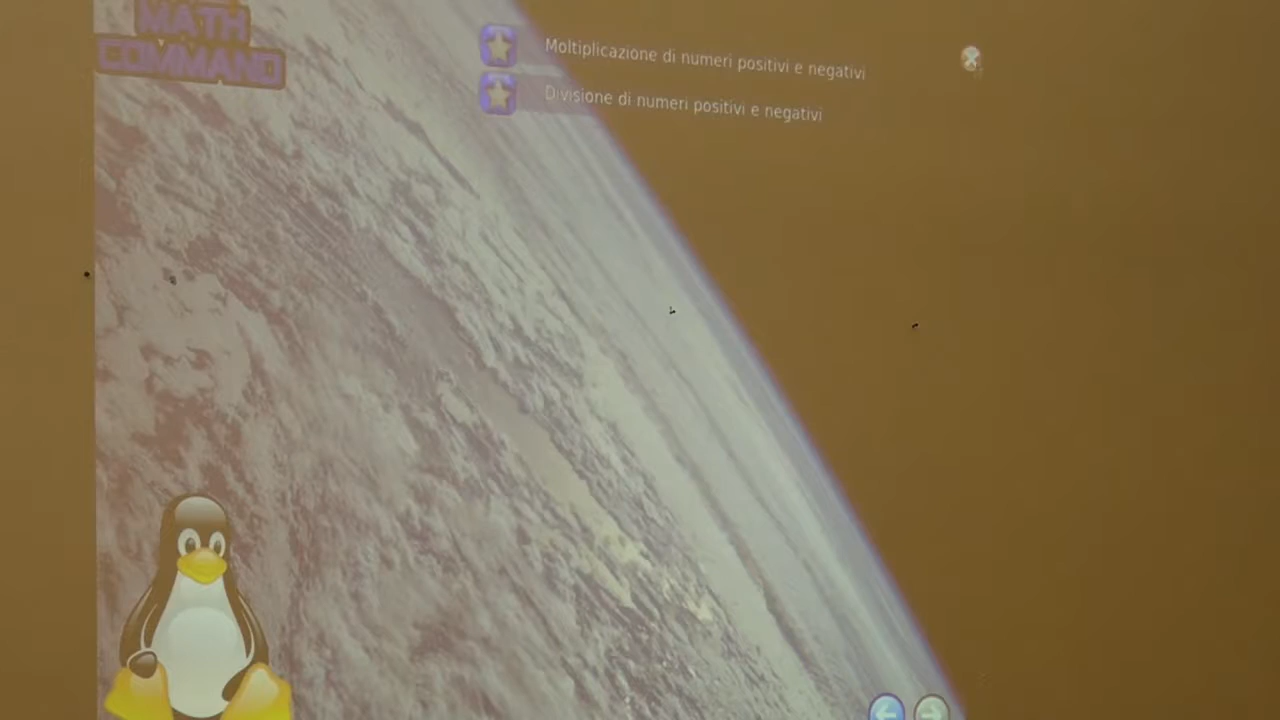 MATH
COMMAND
Moltiplicazione di numeri positivi e negativi
Divisione di numeri positivi e negativi